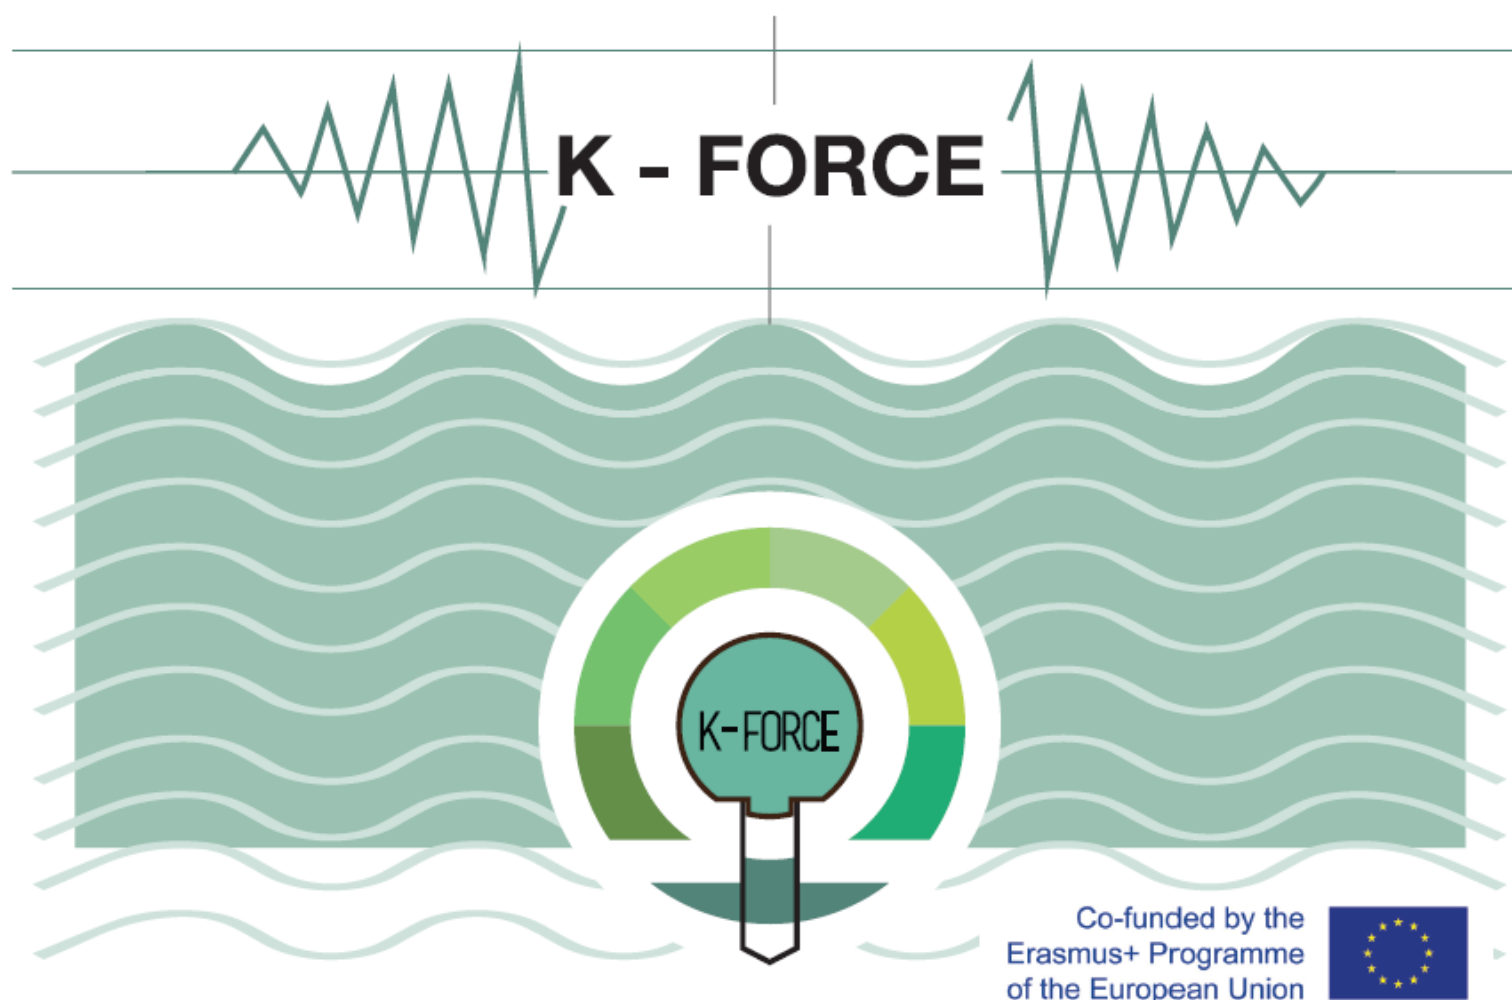 K - FORCE
K-FORCE
Co-funded by the
Erasmus+ Programme
of the European Union